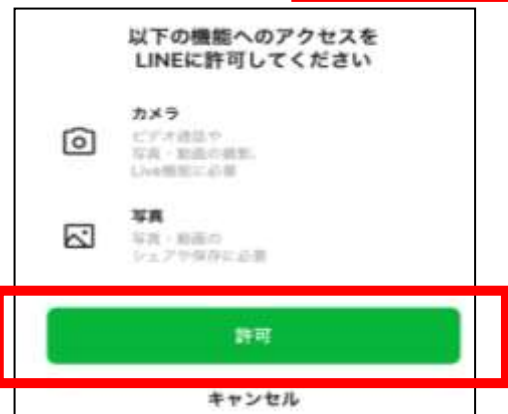 以下の機能へのアクセスを
LINEに許可してください
カメラ
ビデオ通話や
写真・動画の撮影、
Live機能に必要
写真
写真・動画の
シェアや保存に必要
許可
キャンセル